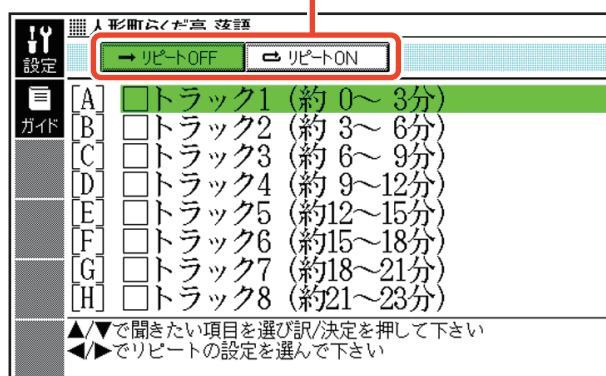 人形町らくだ亭 落語
設定
→ リピートOFF
リピートON
ガイド
[A] □トラック1 (約 0～ 3分)
[B] □トラック2 (約 3～ 6分)
[C] □トラック3 (約 6～ 9分)
[D] □トラック4 (約 9～12分)
[E] □トラック5 (約12～15分)
[F] □トラック6 (約15～18分)
[G] □トラック7 (約18～21分)
[H] □トラック8 (約21～23分)
▲/▼で聞きたい項目を選び訳/決定を押して下さい
◀/▶でリピートの設定を選んで下さい